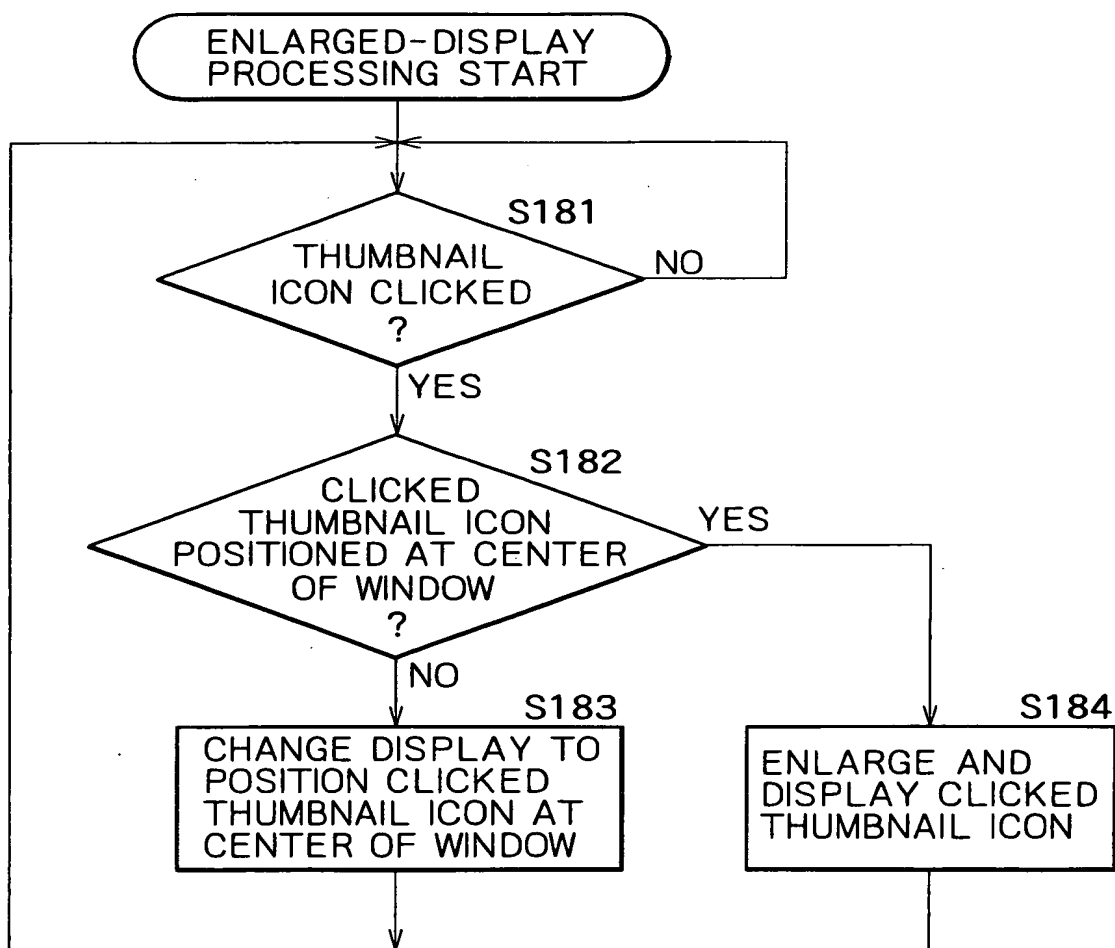 ENLARGED-DISPLAY
PROCESSING START
S181
THUMBNAIL
ICON CLICKED
?
NO
YES
S182
CLICKED
THUMBNAIL ICON
POSITIONED AT CENTER
OF WINDOW
?
YES
NO
S183
CHANGE DISPLAY TO
POSITION CLICKED
THUMBNAIL ICON AT
CENTER OF WINDOW
S184
ENLARGE AND
DISPLAY CLICKED
THUMBNAIL ICON